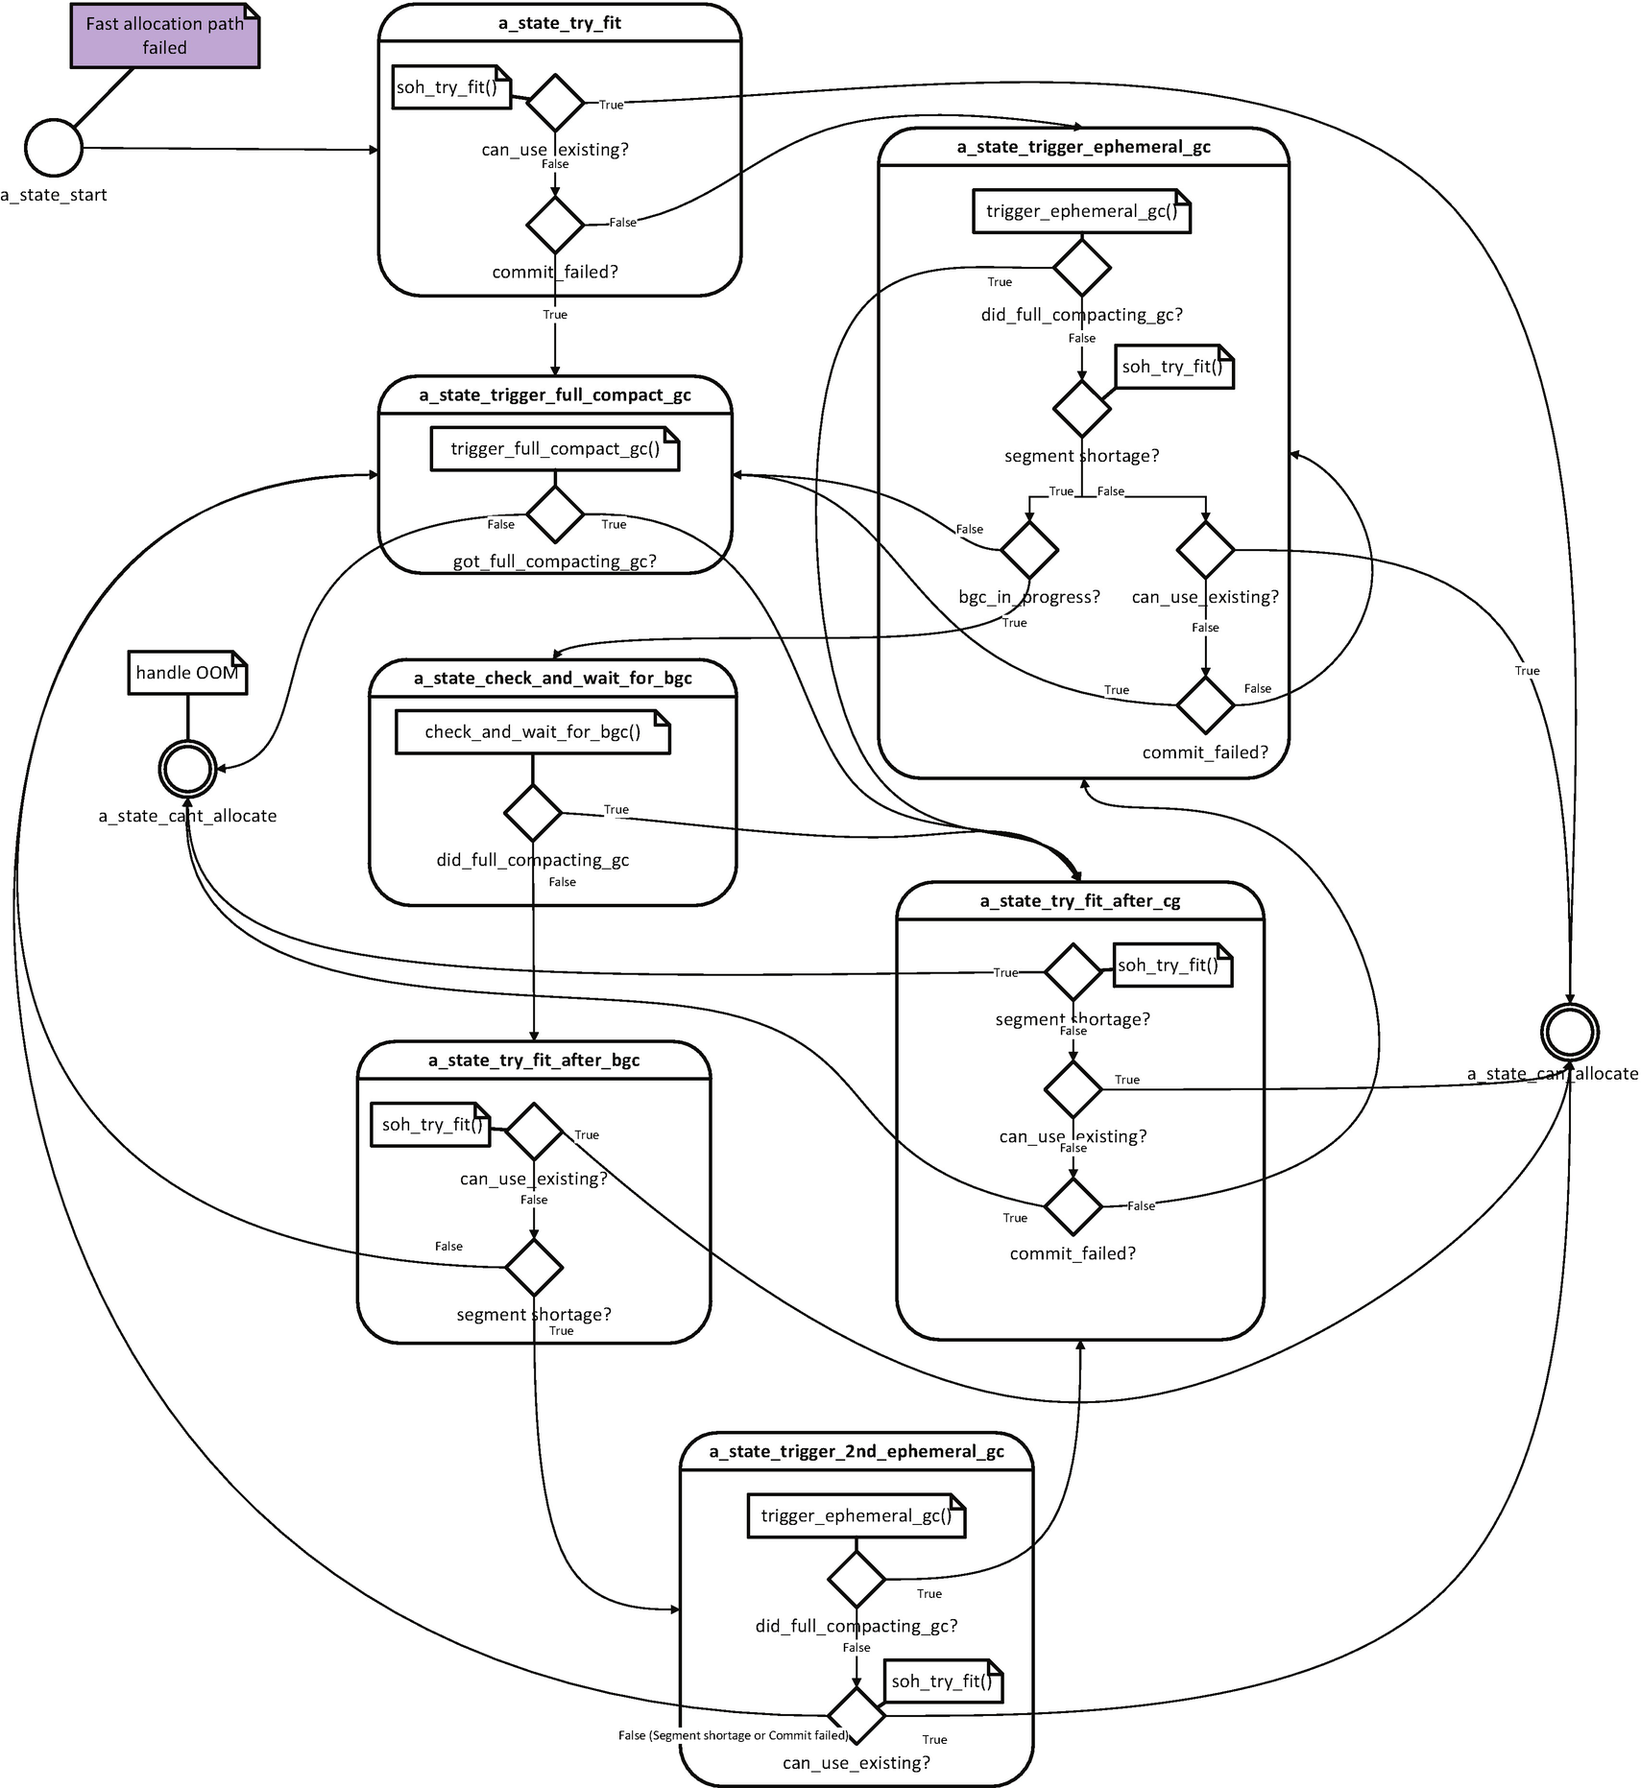 Fast allocation path
failed
a_state_start
a_state_try_fit
soh_try_fit()
True
can_use_existing?
False
False
commit_failed?
True
a_state_trigger_ephemeral_gc
trigger_ephemeral_gc()
True
did_full_compacting_gc?
False
soh_try_fit()
segment shortage?
True
False
False
bgc_in_progress?
True
can_use_existing?
True
False
True
False
commit_failed?
a_state_trigger_full_compact_gc
trigger_full_compact_gc()
False
True
got_full_compacting_gc?
handle OOM
a_state_cant_allocate
a_state_check_and_wait_for_bgc
check_and_wait_for_bgc()
True
did_full_compacting_gc
False
a_state_try_fit_after_cg
True
soh_try_fit()
segment shortage?
False
True
can_use_existing?
False
True
False
commit_failed?
a_state_can_allocate
a_state_try_fit_after_bgc
soh_try_fit()
True
can_use_existing?
False
False
segment shortage?
True
a_state_trigger_2nd_ephemeral_gc
trigger_ephemeral_gc()
True
did_full_compacting_gc?
False
soh_try_fit()
False (Segment shortage or Commit failed)
True
can_use_existing?